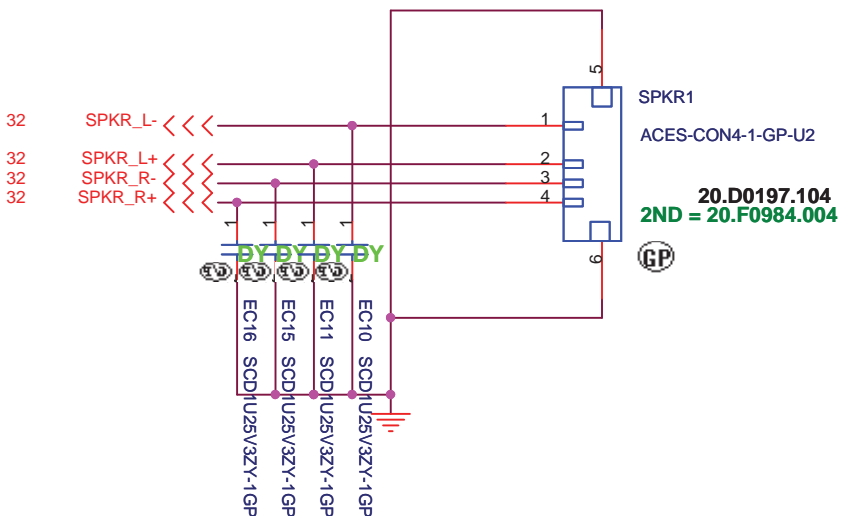 5
SPKR1
32 SPKR_L- 1
ACES-CON4-1-GP-U2
32 SPKR_L+ 2
32 SPKR_R- 3
32 SPKR_R+ 4
20.D0197.104
2ND = 20.F0984.004
1 1 1 1
DY DY DY DY
6
GP
EC16 SCD1U25V3ZY-1GP
EC15 SCD1U25V3ZY-1GP
EC11 SCD1U25V3ZY-1GP
EC10 SCD1U25V3ZY-1GP